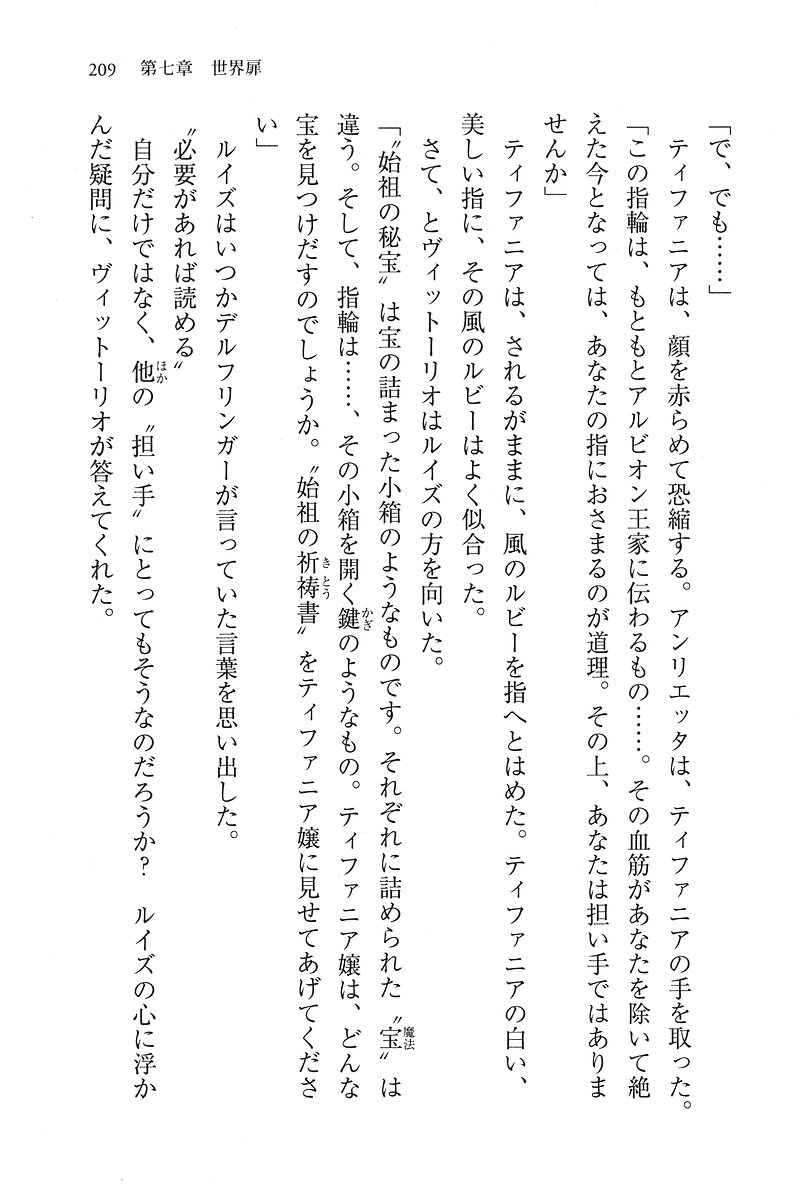 209　第七章　世界扉
「で、でも……」
　ティファニアは、顔を赤らめて恐縮する。アンリエッタは、ティファニアの手を取った。
「この指輪は、もともとアルビオン王家に伝わるもの……。その血筋があなたを除いて絶
えた今となっては、あなたの指におさまるのが道理。その上、あなたは担い手ではありま
せんか」
　ティファニアは、されるがままに、風のルビーを指へとはめた。ティファニアの白い、
美しい指に、その風のルビーはよく似合った。
　さて、とヴィットーリオはルイズの方を向いた。
「〝始祖の秘宝〟は宝の詰まった小箱のようなものです。それぞれに詰められた〝宝魔法〟は
違う。そして、指輪は……、その小箱を開く鍵かぎのようなもの。ティファニア嬢は、どんな
宝を見つけだすのでしょうか。〝始祖の祈祷書きとう〟をティファニア嬢に見せてあげてくださ
い」
　ルイズはいつかデルフリンガーが言っていた言葉を思い出した。
〝必要があれば読める〟
　自分だけではなく、他ほかの〝担い手〟にとってもそうなのだろうか？　ルイズの心に浮か
んだ疑問に、ヴィットーリオが答えてくれた。